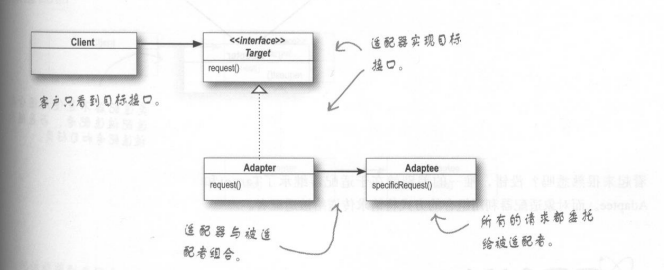 Client
<<interface>>
Target
request()
适配器实现目标
接口。
客户只看到目标接口。
Adapter
request()
Adaptee
specificRequest()
适配器与被适
配者组合。
所有的请求都委托
给被适配者。
Adaptee,